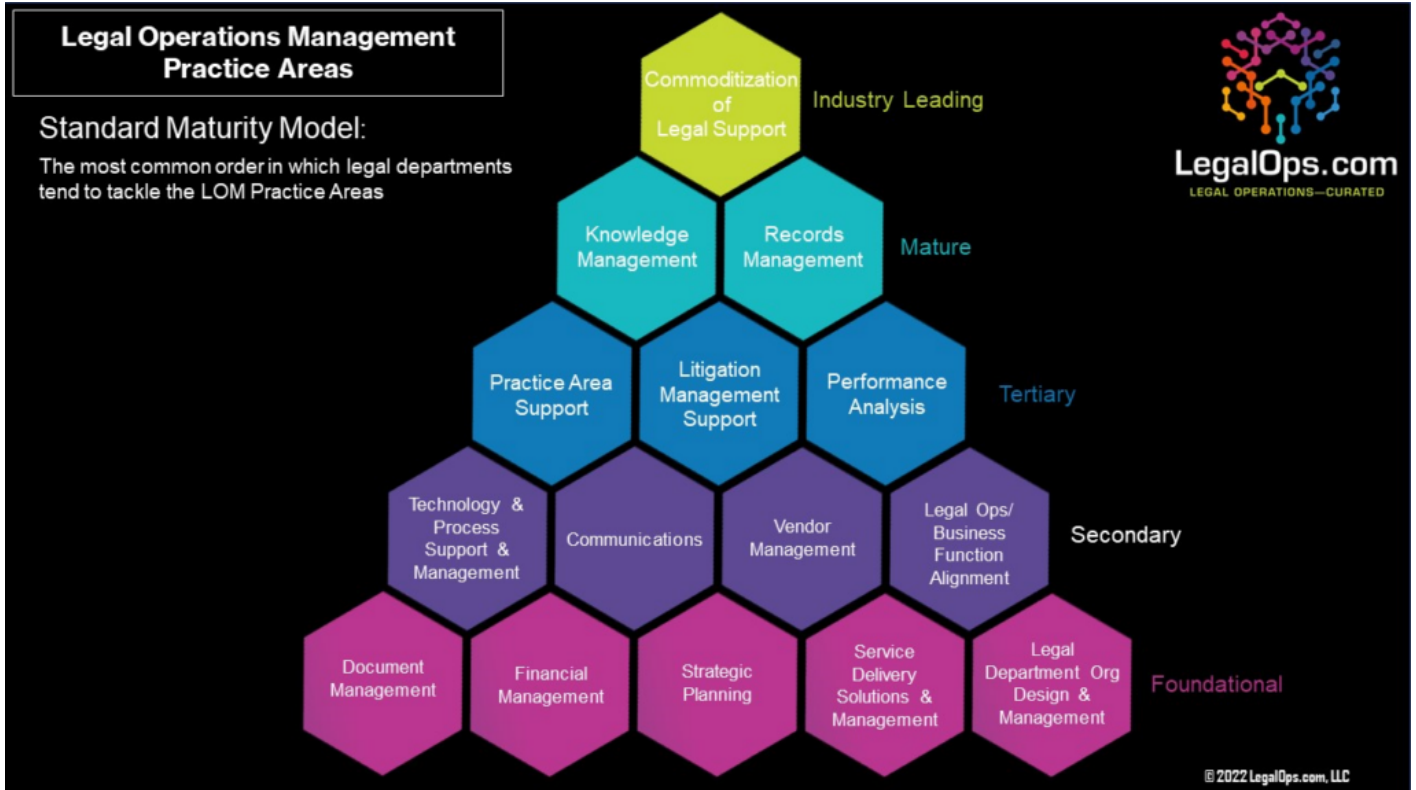 Legal Operations Management
Practice Areas
Standard Maturity Model:
The most common order in which legal departments
tend to tackle the LOM Practice Areas
LegalOps.com
LEGAL OPERATIONS—CURATED
Commoditization
of
Legal Support
Industry Leading
Knowledge
Management
Records
Management
Mature
Practice Area
Support
Litigation
Management
Support
Performance
Analysis
Tertiary
Technology &
Process
Support &
Management
Communications
Vendor
Management
Legal Ops/
Business
Function
Alignment
Secondary
Document
Management
Financial
Management
Strategic
Planning
Service
Delivery
Solutions &
Management
Legal
Department Org
Design &
Management
Foundational
© 2022 LegalOps.com, LLC